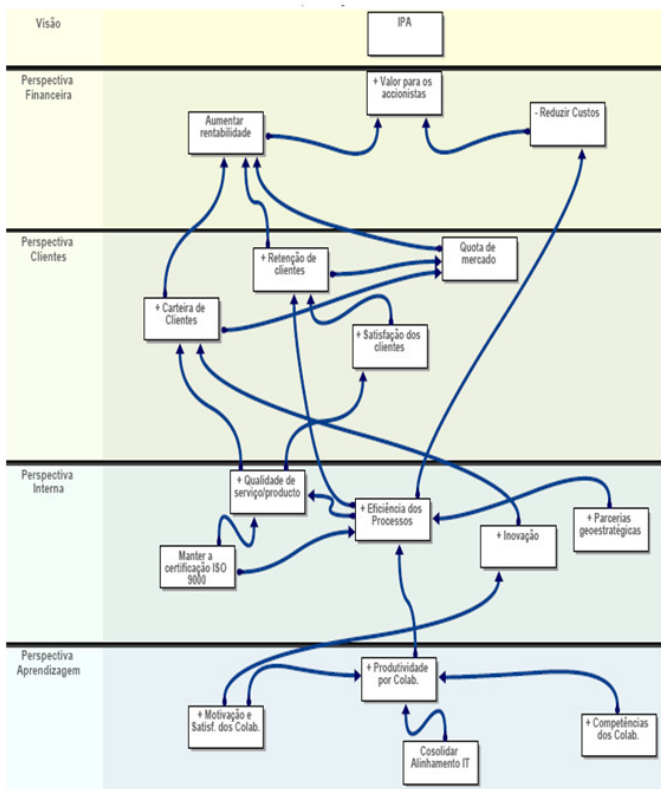 Visão
IPA
Perspectiva
Financeira
+ Valor para os
accionistas
Aumentar
rentabilidade
- Reduzir Custos
Perspectiva
Clientes
+ Retenção de
clientes
Quota de
mercado
+ Carteira de
Clientes
+ Satisfação dos
clientes
Perspectiva
Interna
+ Qualidade de
serviço/producto
+ Eficiência dos
Processos
+ Parcerias
geoestratégicas
+ Inovação
Manter a
certificação ISO
9000
Perspectiva
Aprendizagem
+ Produtividade
por Colab.
+ Motivação e
Satisf. dos Colab.
+ Competências
dos Colab.
Cosolidar
Alinhamento IT